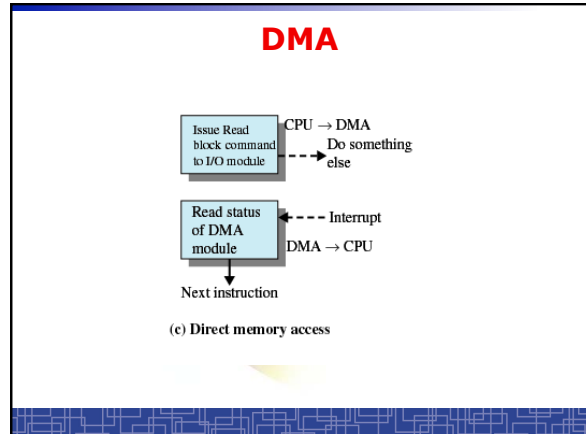 DMA
Issue Read
block command
to I/O module
CPU → DMA
Do something
else
Read status
of DMA
module
Interrupt
DMA → CPU
Next instruction
(c) Direct memory access